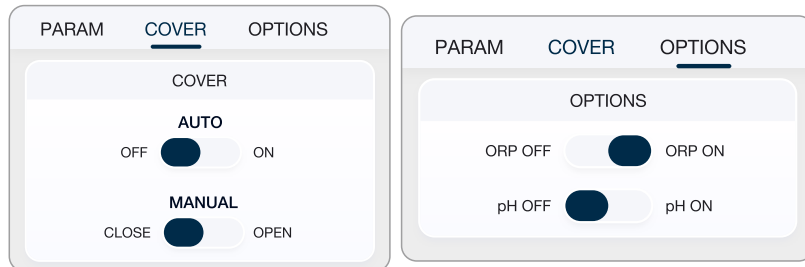 PARAM COVER OPTIONS
COVER
AUTO
OFF ON
MANUAL
CLOSE OPEN
PARAM COVER OPTIONS
OPTIONS
ORP OFF ORP ON
pH OFF pH ON